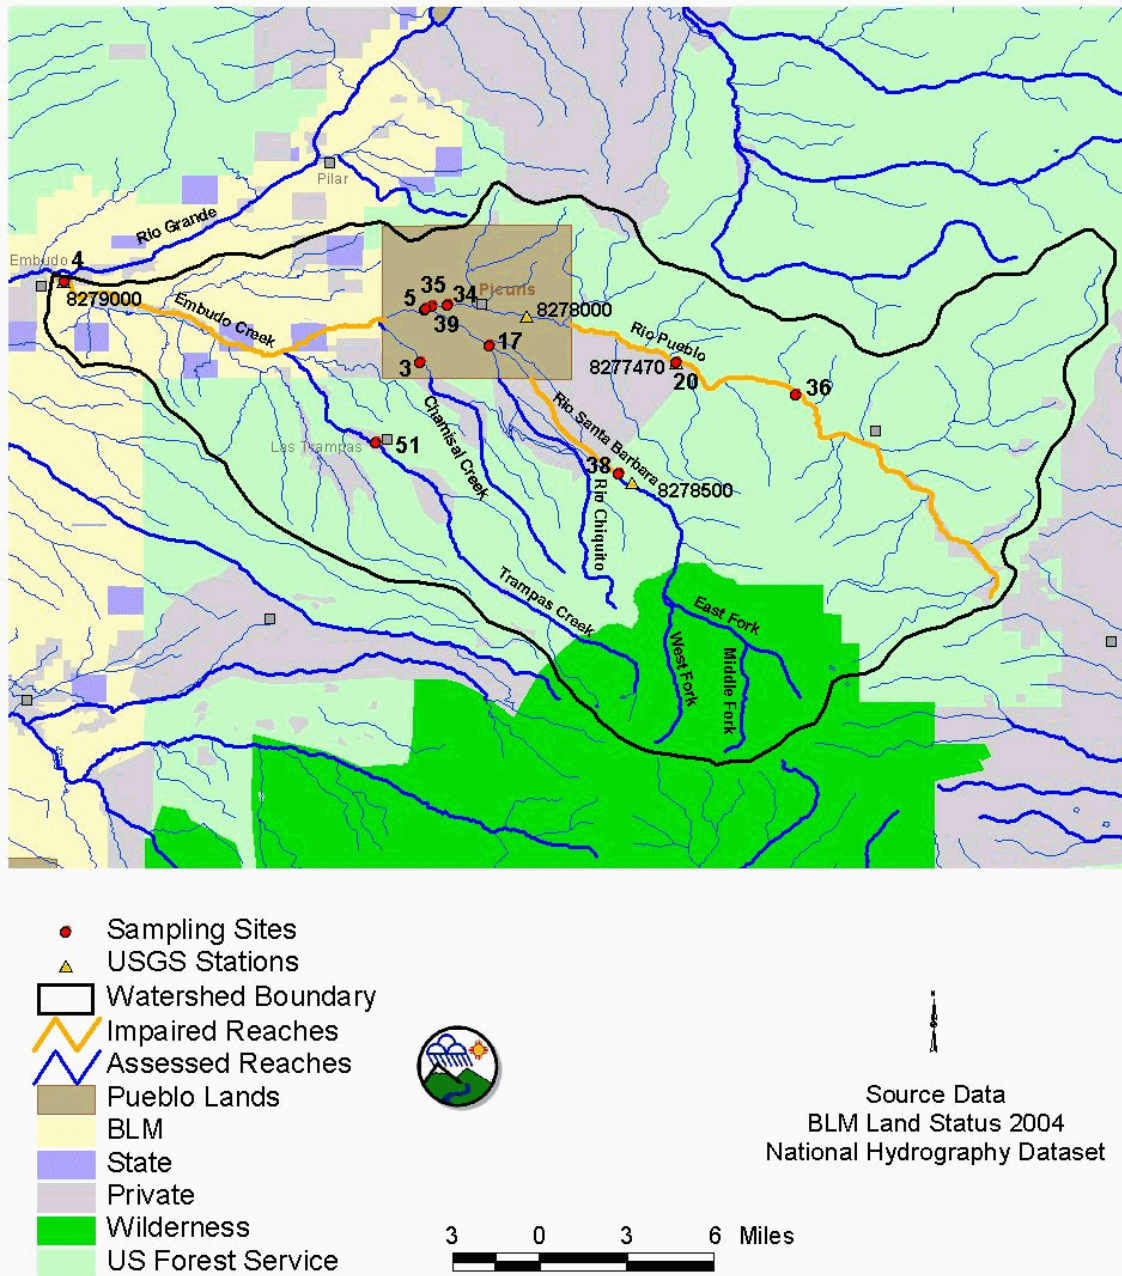 Pilar
Rio Grande
Embudo
4
8279000
Embudo Creek
35
5
34
Picuris
39
8278000
17
3
Rio Pueblo
8277470
20
36
Rio Santa Barbara
Chamisal Creek
Las Trampas
51
38
8278500
Rio Chiquito
Trampas Creek
East Fork
West Fork
Middle Fork
Sampling Sites
USGS Stations
Watershed Boundary
Impaired Reaches
Assessed Reaches
Pueblo Lands
BLM
State
Private
Wilderness
US Forest Service
Source Data
BLM Land Status 2004
National Hydrography Dataset
3 0 3 6 Miles